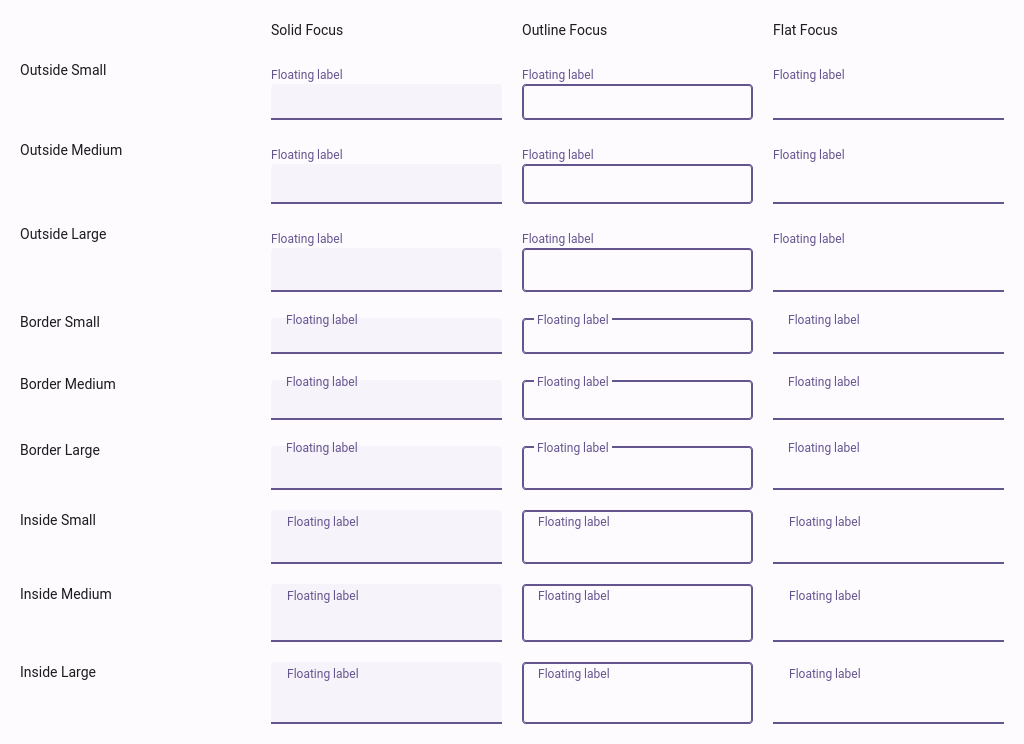 Solid Focus Outline Focus Flat Focus
Outside Small
Floating label Floating label Floating label
Outside Medium
Floating label Floating label Floating label
Outside Large
Floating label Floating label Floating label
Border Small Floating label Floating label Floating label
Border Medium Floating label Floating label Floating label
Border Large Floating label Floating label Floating label
Inside Small Floating label Floating label Floating label
Inside Medium Floating label Floating label Floating label
Inside Large Floating label Floating label Floating label